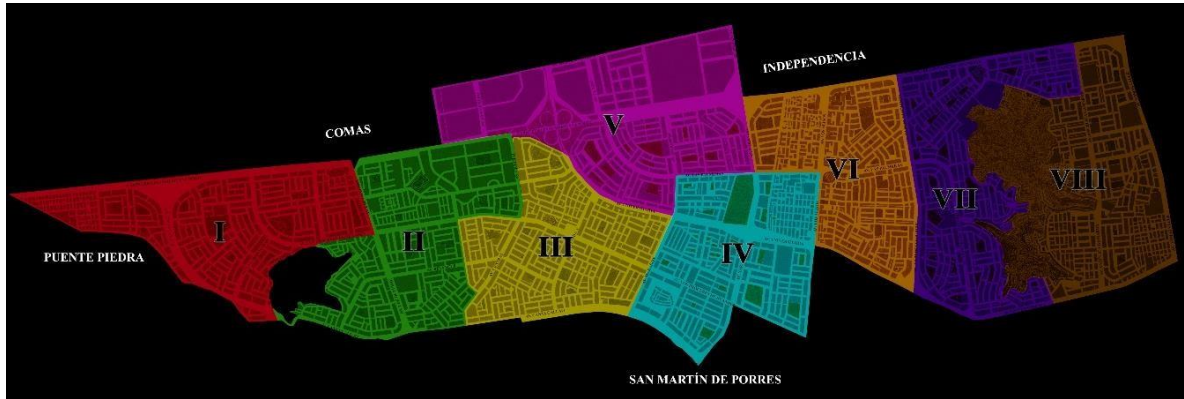 INDEPENDENCIA
COMAS
V
VI
VII
VIII
I
II
III
IV
PUENTE PIEDRA
SAN MARTÍN DE PORRES